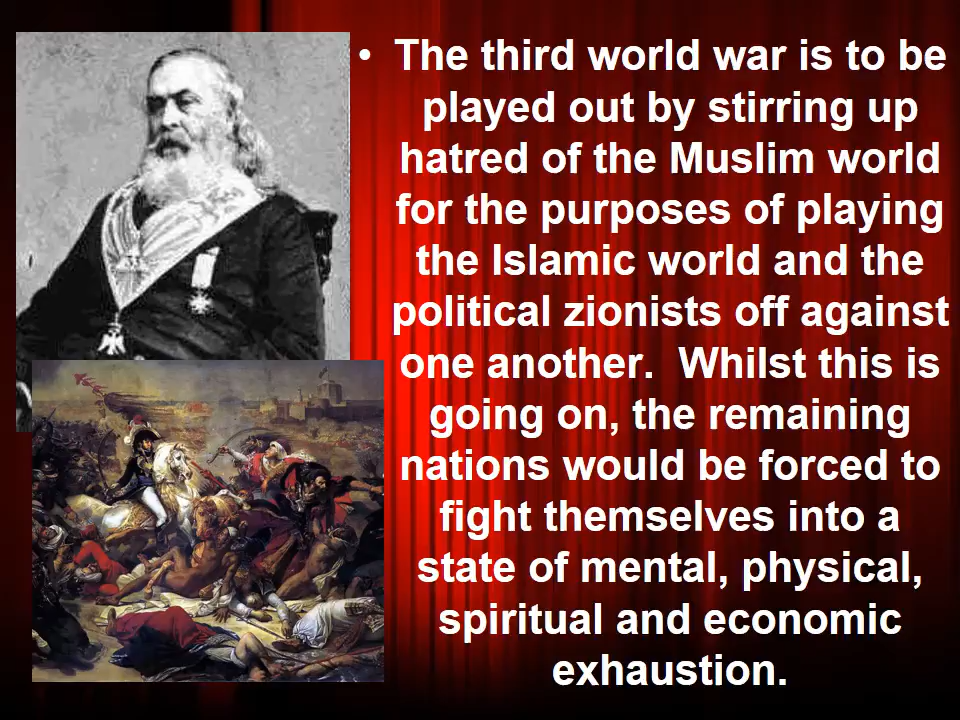 • The third world war is to be
played out by stirring up
hatred of the Muslim world
for the purposes of playing
the Islamic world and the
political zionists off against
one another.  Whilst this is
going on, the remaining
nations would be forced to
fight themselves into a
state of mental, physical,
spiritual and economic
exhaustion.